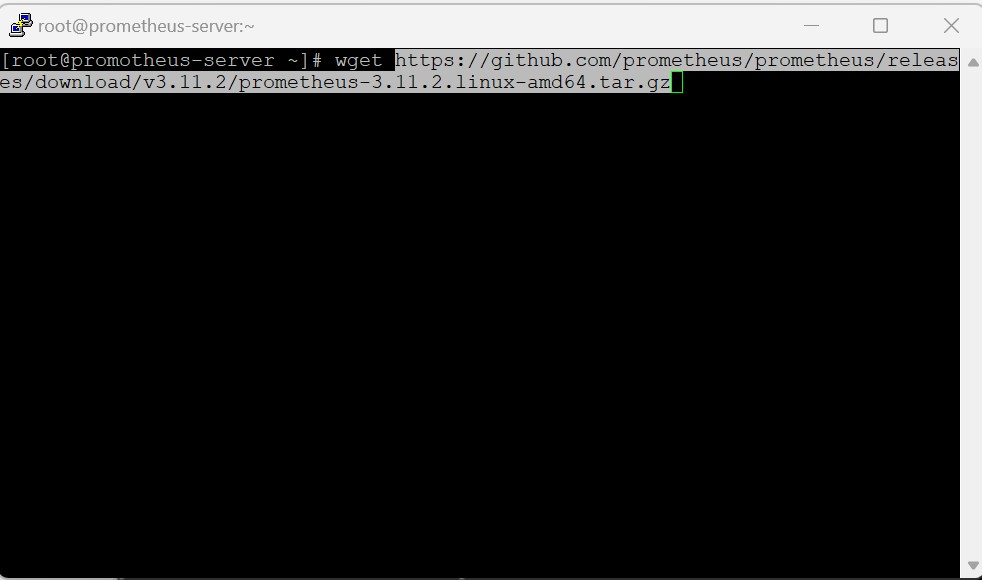 root@prometheus-server:~
[root@promotheus-server ~]# wget https://github.com/prometheus/prometheus/releas
es/download/v3.11.2/prometheus-3.11.2.linux-amd64.tar.gz